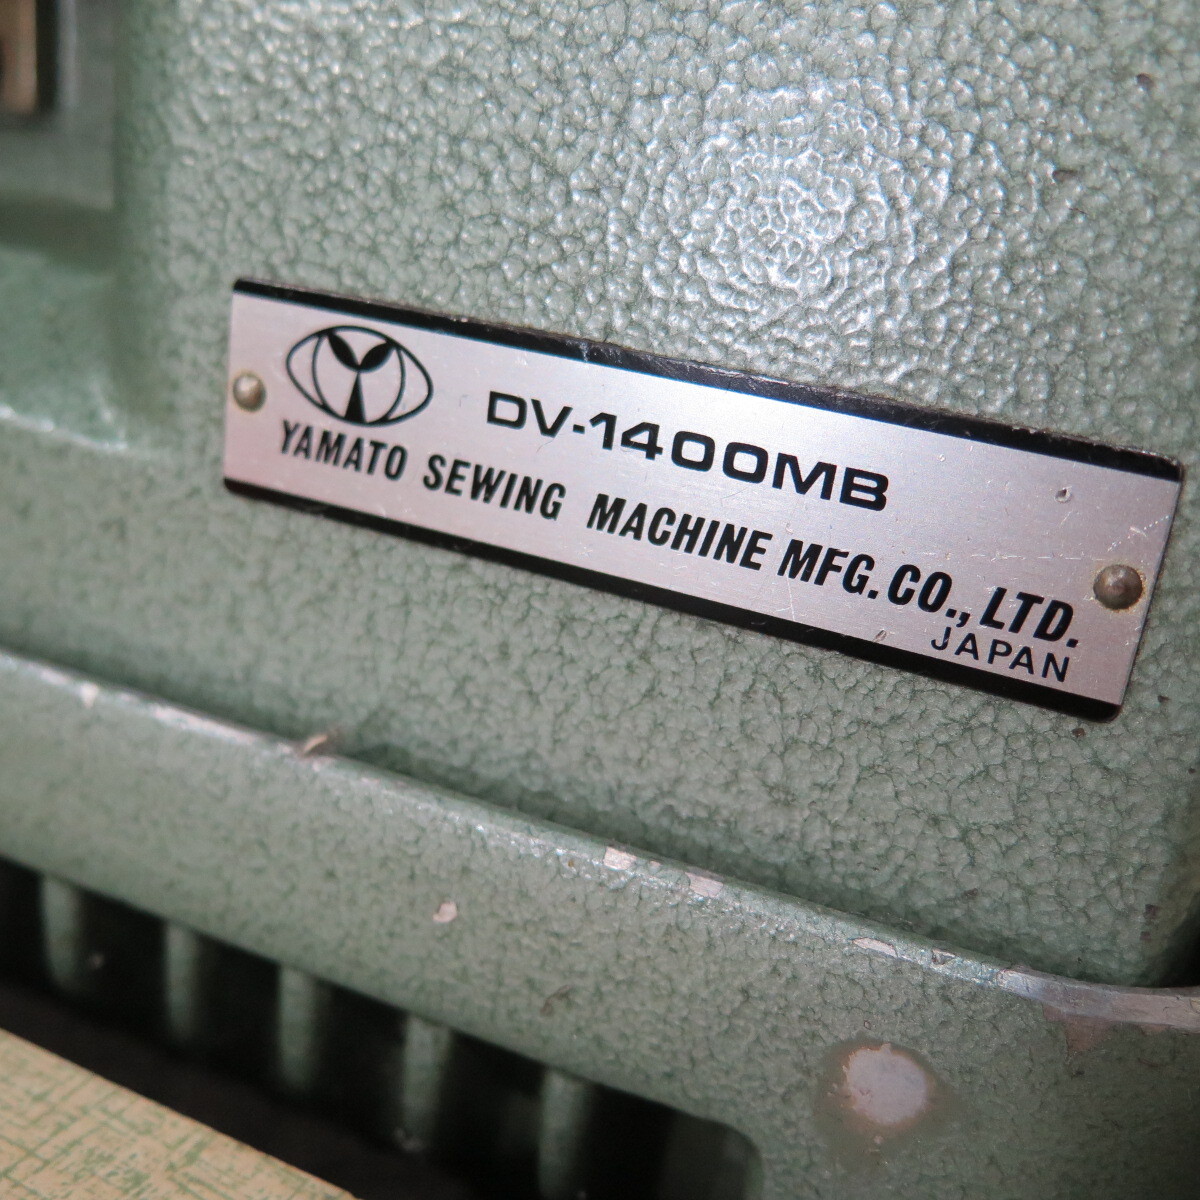 DV-1400MB
YAMATO SEWING MACHINE MFG.CO.,LTD.
JAPAN